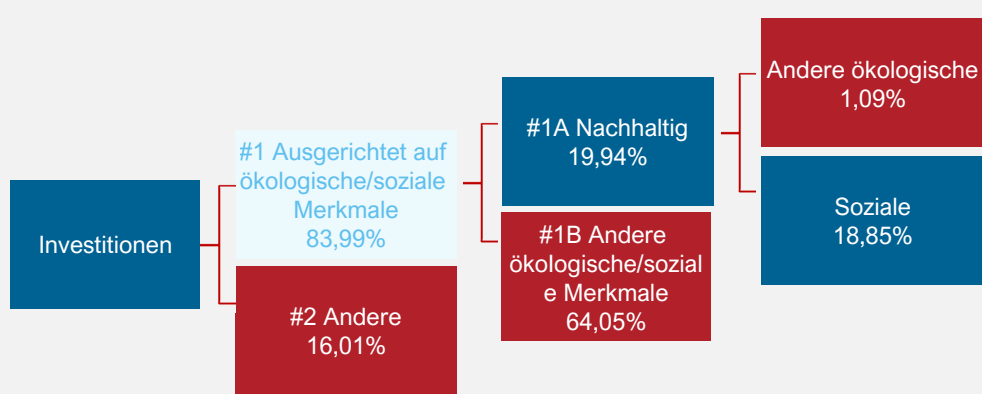 Investitionen
#1 Ausgerichtet auf
ökologische/soziale
Merkmale
83,99%
#2 Andere
16,01%
#1A Nachhaltig
19,94%
#1B Andere
ökologische/sozial
e Merkmale
64,05%
Andere ökologische
1,09%
Soziale
18,85%